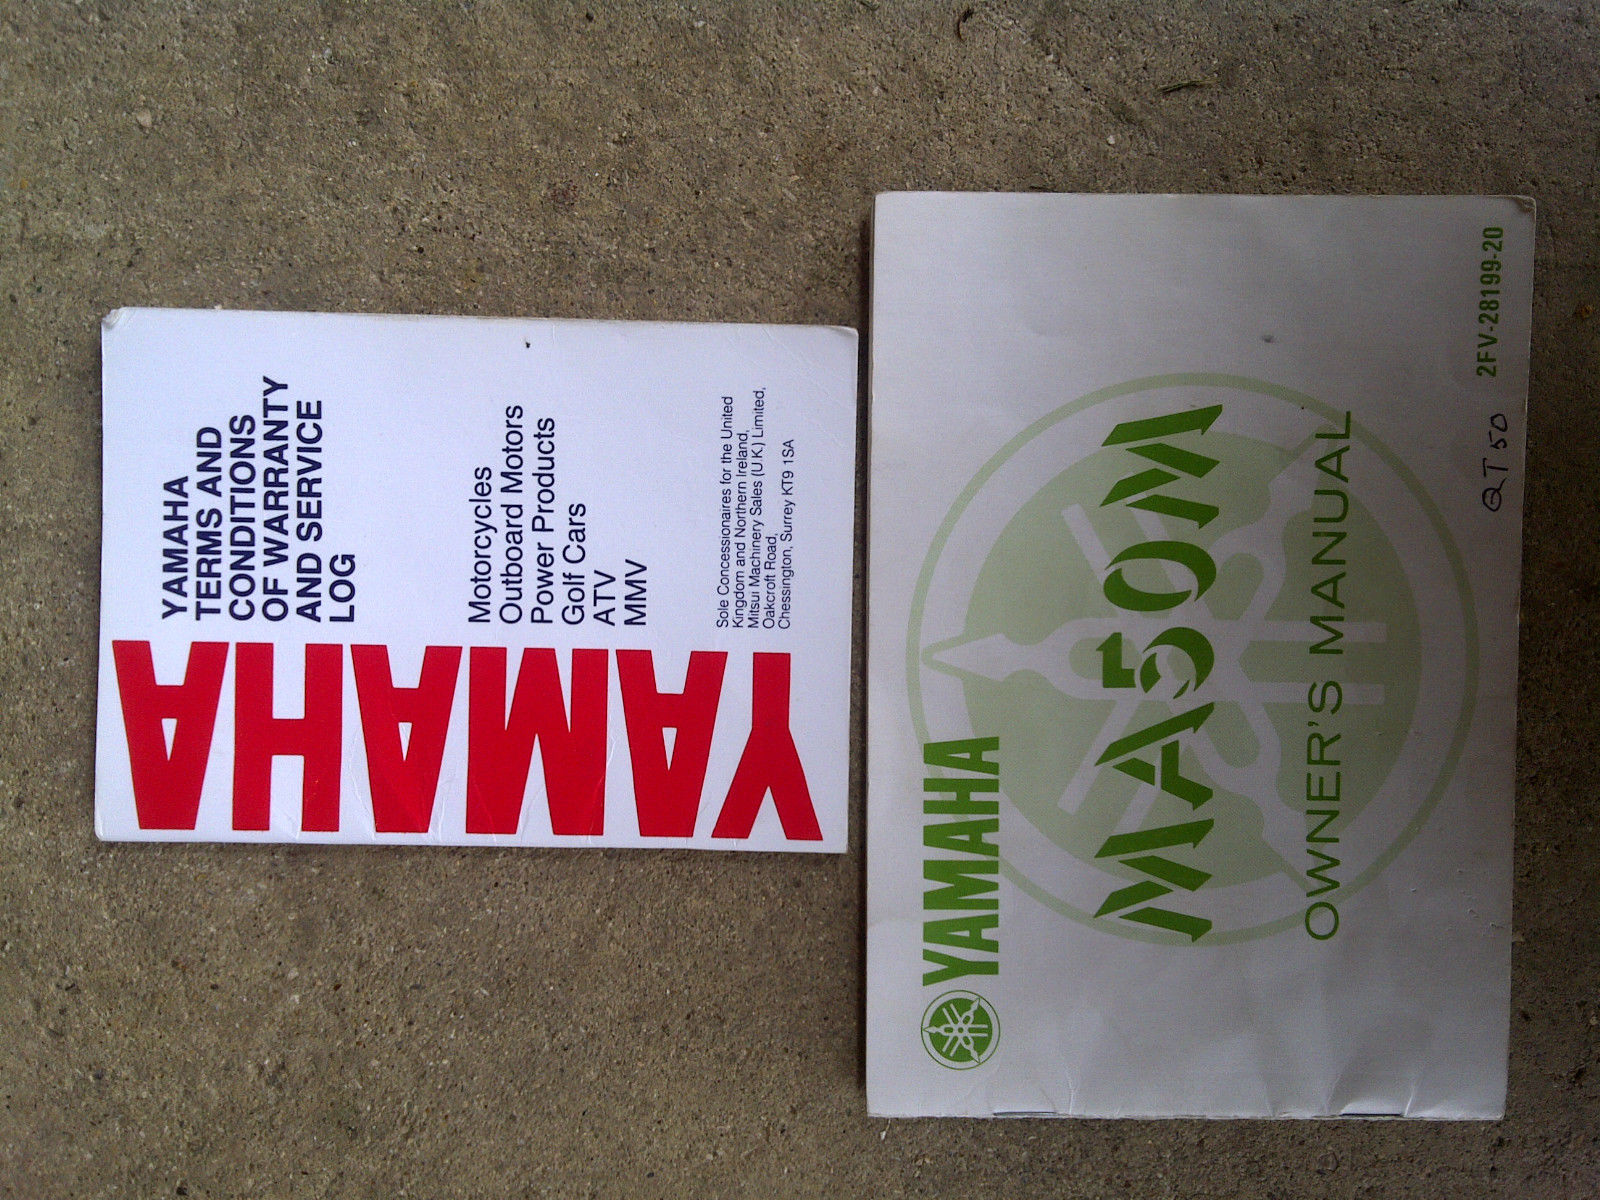 YAMAHA
YAMAHA
TERMS AND
CONDITIONS
OF WARRANTY
AND SERVICE
LOG
Motorcycles
Outboard Motors
Power Products
Golf Cars
ATV
MMV
Sole Concessionaires for the United
Kingdom and Northern Ireland,
Mitsui Machinery Sales (U.K.) Limited,
Oakcroft Road,
Chessington, Surrey KT9 1SA
YAMAHA
MA50M
OWNER'S MANUAL
QT50
2FV-28199-20